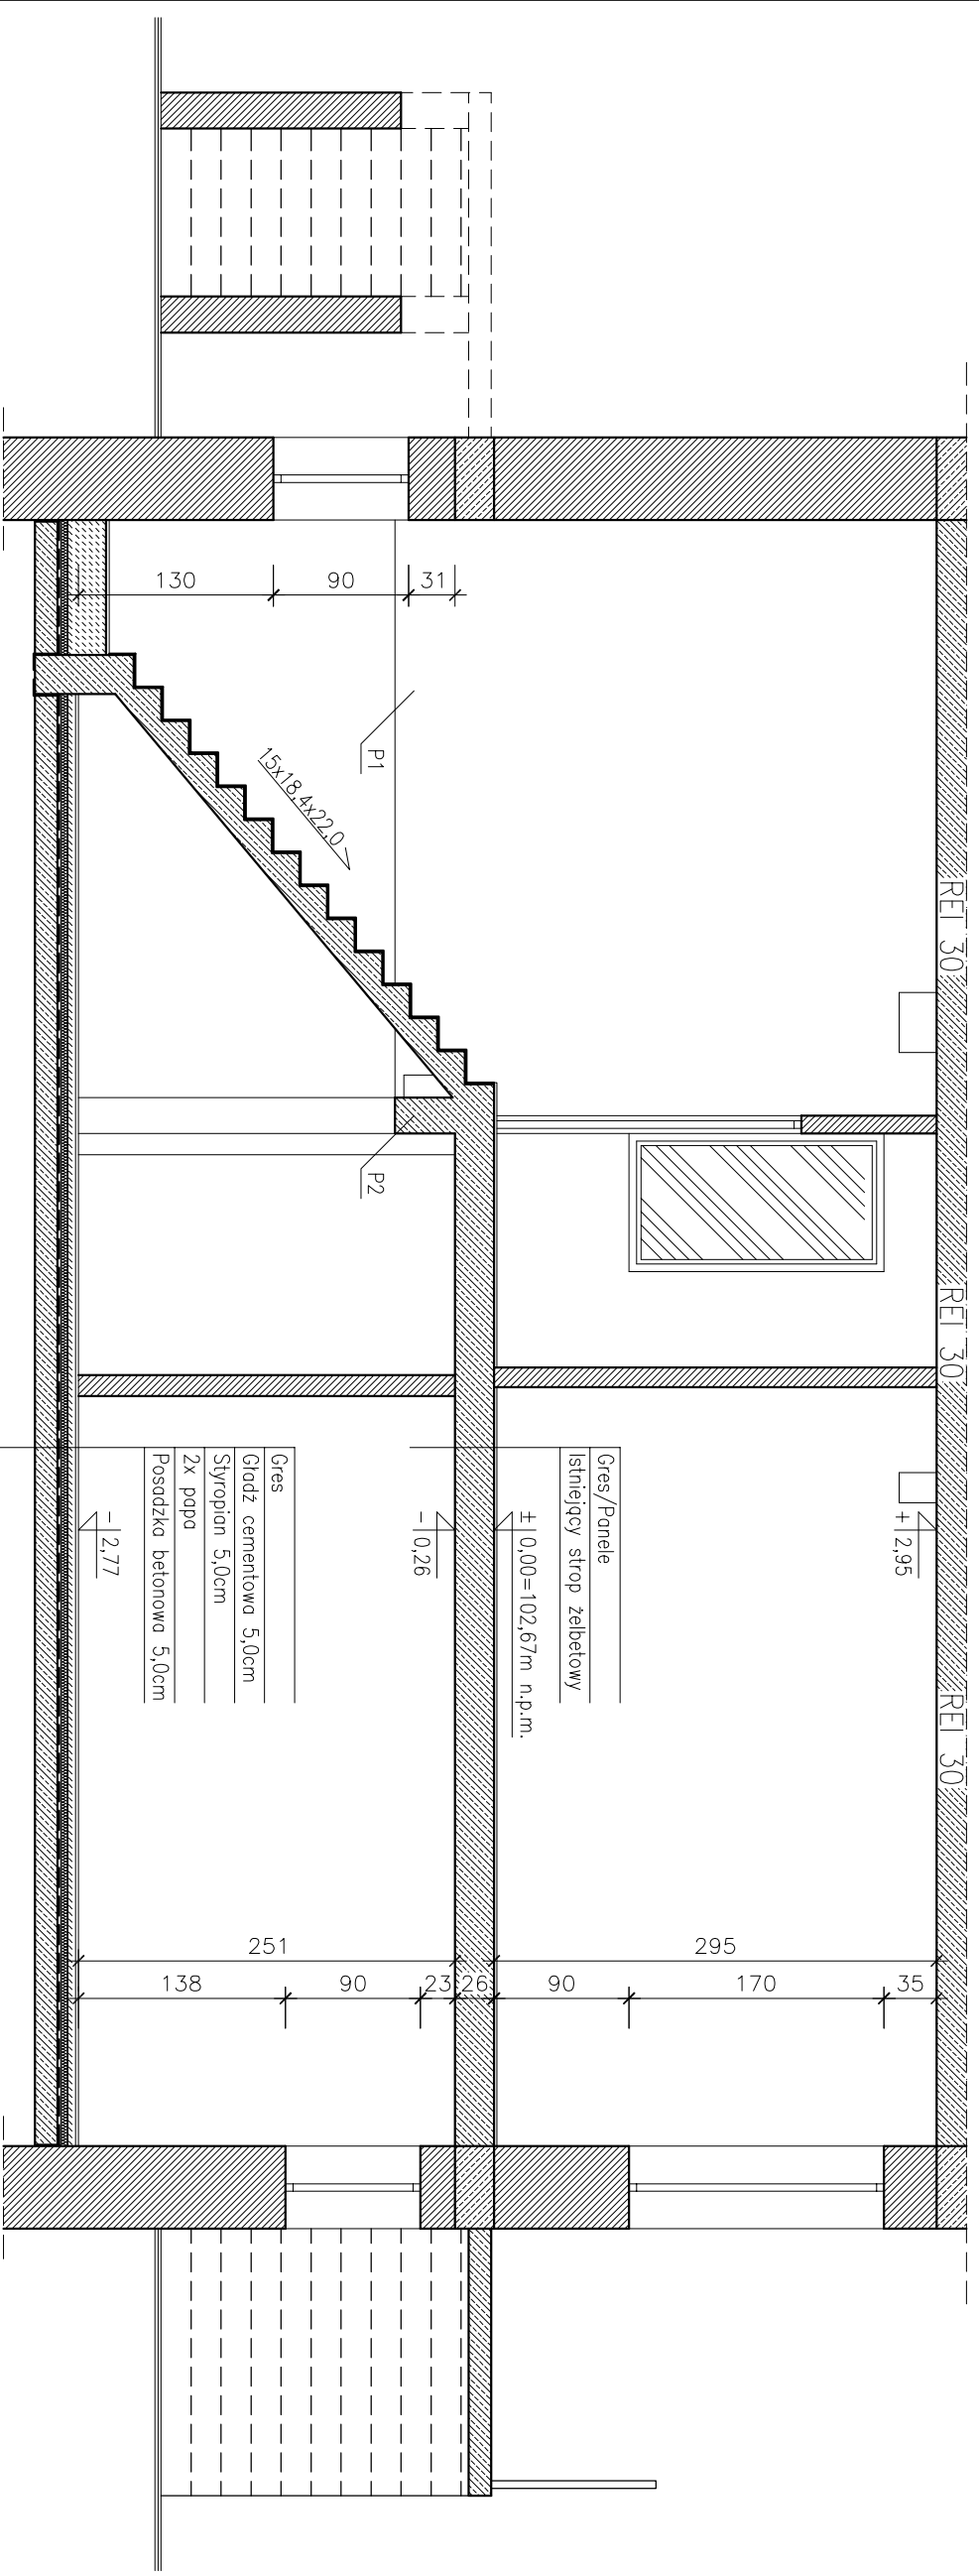 REI 30
REI 30
REI 30
+ 2,95
Gres/Panele
Istniejący strop żelbetowy
± 0,00=102,67m n.p.m.
- 0,26
Gres
Gładź cementowa 5,0cm
Styropian 5,0cm
2x papa
Posadzka betonowa 5,0cm
- 2,77
P1
P2
15x18,4x22,0
130
90
31
251
295
138
90
23
26
90
170
35